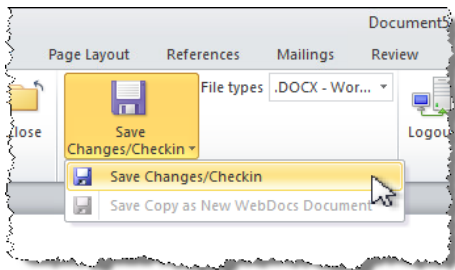 Document5
Page Layout References Mailings Review
File types .DOCX - Wor...
lose Save Changes/Checkin Logou
Save Changes/Checkin
Save Copy as New WebDocs Document